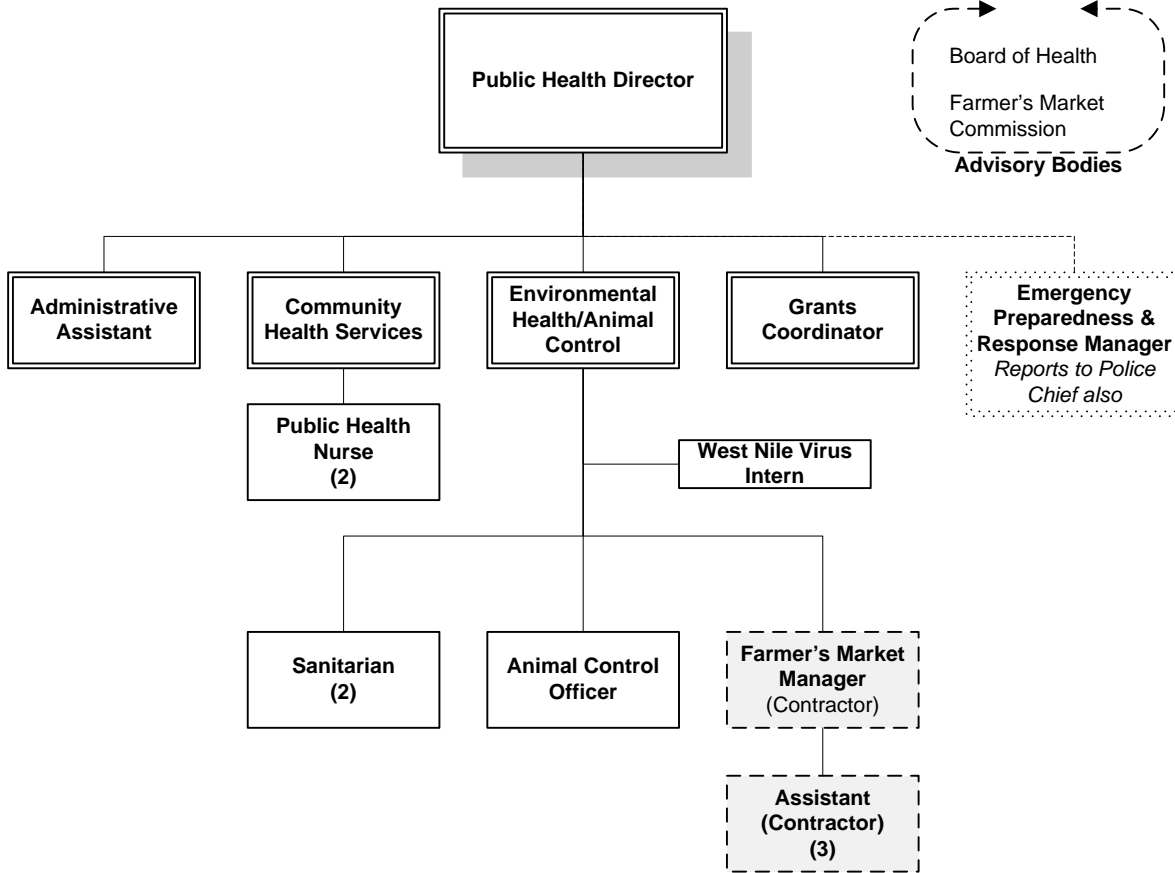 Public Health Director
Board of Health
Farmer's Market
Commission
Advisory Bodies
Administrative
Assistant
Community
Health Services
Environmental
Health/Animal
Control
Grants
Coordinator
Emergency
Preparedness &
Response Manager
Reports to Police
Chief also
Public Health
Nurse
(2)
West Nile Virus
Intern
Sanitarian
(2)
Animal Control
Officer
Farmer's Market
Manager
(Contractor)
Assistant
(Contractor)
(3)